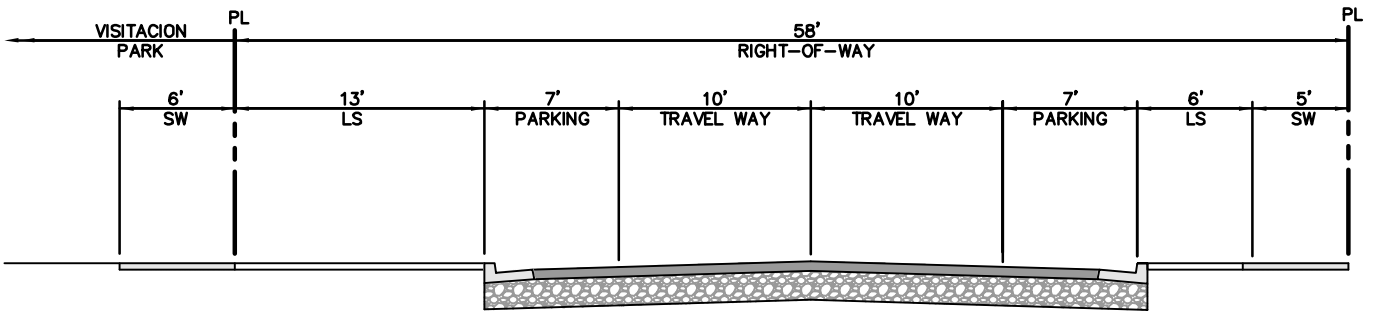 PL
PL
VISITACION
PARK
58'
RIGHT-OF-WAY
6' 13' 7' 10' 10' 7' 6' 5'
SW LS PARKING TRAVEL WAY TRAVEL WAY PARKING LS SW